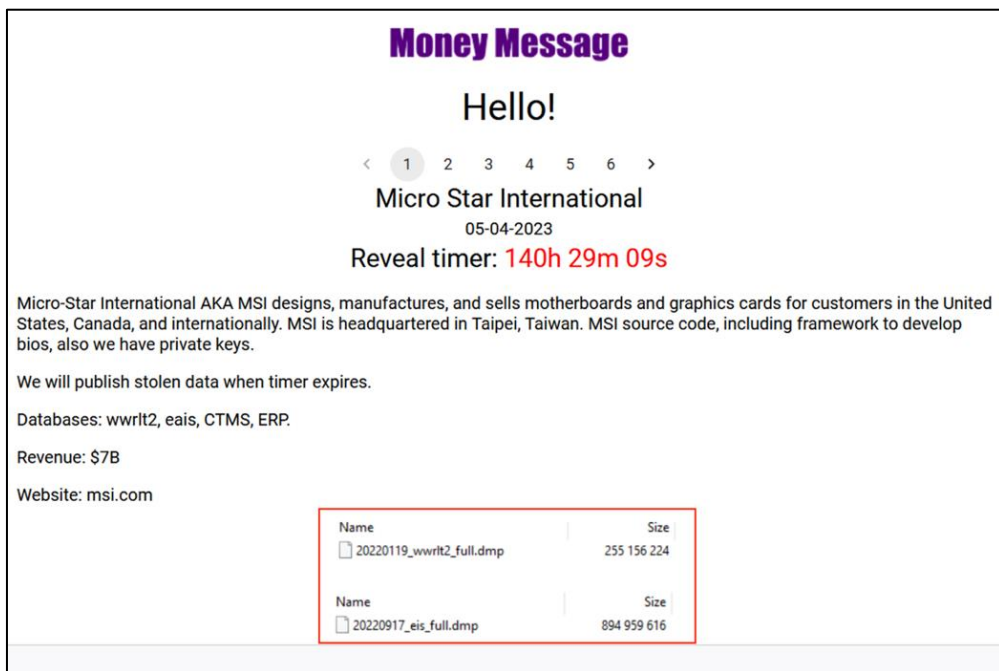 Money Message
Hello!
< 1 2 3 4 5 6 >
Micro Star International
05-04-2023
Reveal timer: 140h 29m 09s
Micro-Star International AKA MSI designs, manufactures, and sells motherboards and graphics cards for customers in the United
States, Canada, and internationally. MSI is headquartered in Taipei, Taiwan. MSI source code, including framework to develop
bios, also we have private keys.
We will publish stolen data when timer expires.
Databases: wwrlt2, eais, CTMS, ERP.
Revenue: $7B
Website: msi.com
Name Size
20220119_wwrlt2_full.dmp 255 156 224
Name Size
20220917_eis_full.dmp 894 959 616